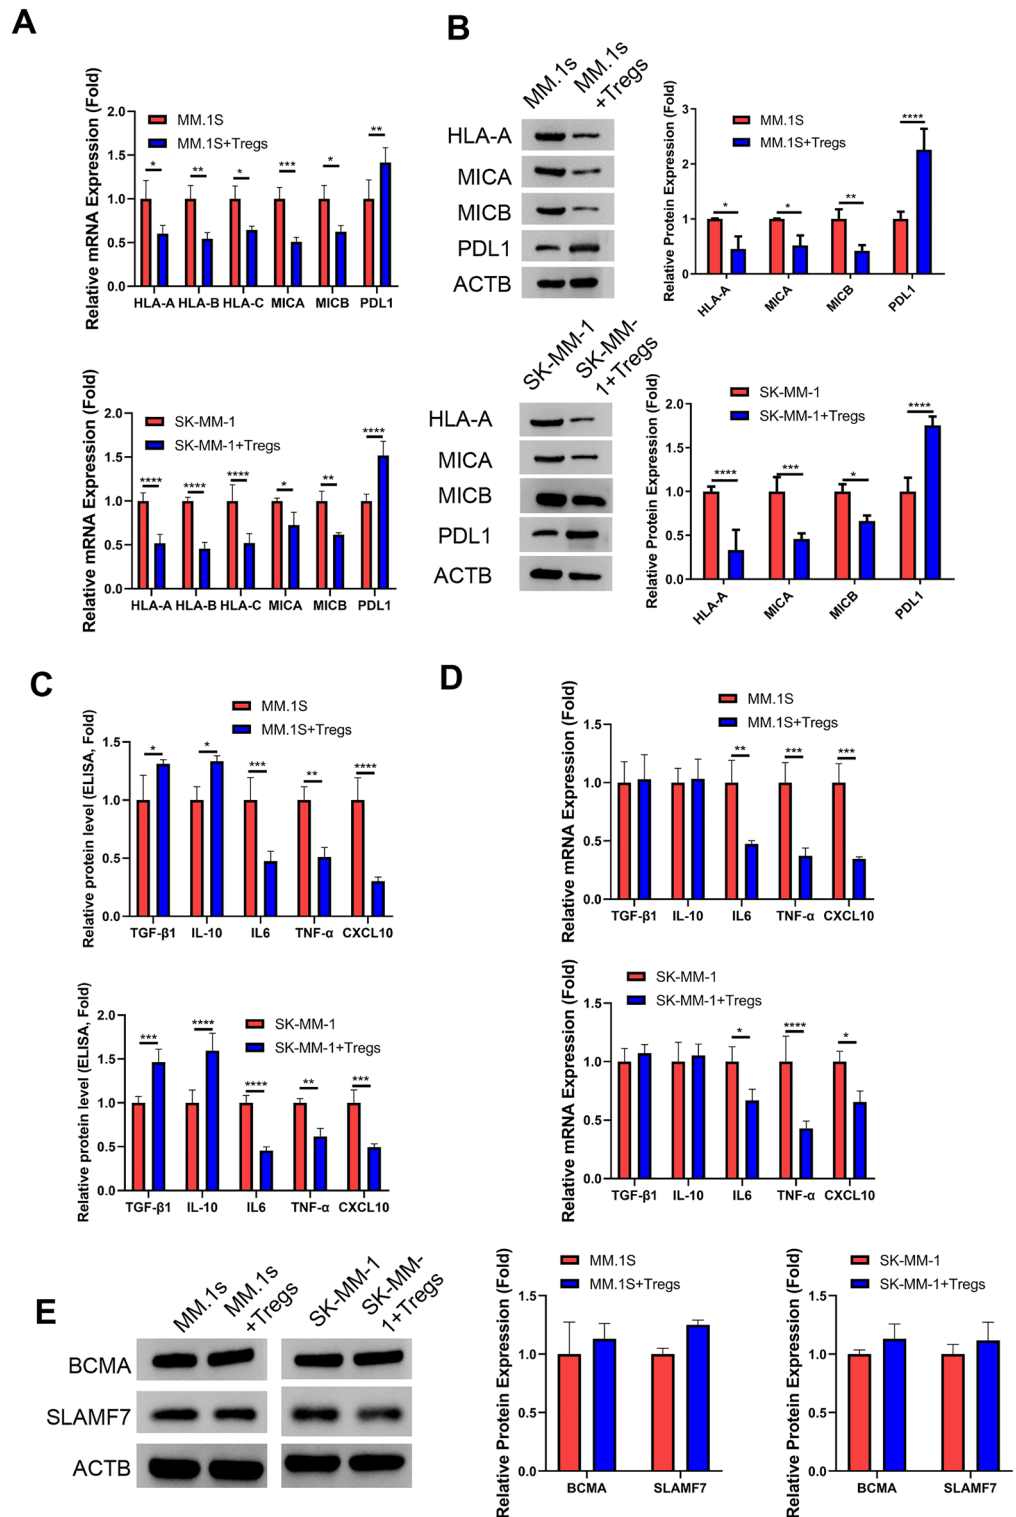 A
Relative mRNA Expression (Fold)
2.0
1.5
1.0
0.5
0.0
MM.1S
MM.1S+Tregs
* ** * *** * **
HLA-A HLA-B HLA-C MICA MICB PDL1
Relative mRNA Expression (Fold)
2.0
1.5
1.0
0.5
0.0
SK-MM-1
SK-MM-1+Tregs
**** **** **** * ** ****
HLA-A HLA-B HLA-C MICA MICB PDL1
B
MM.1s
MM.1s
+Tregs
HLA-A
MICA
MICB
PDL1
ACTB
Relative Protein Expression (Fold)
3
2
1
0
MM.1S
MM.1S+Tregs
* * ** ****
HLA-A MICA MICB PDL1
SK-MM-1
SK-MM-
1+Tregs
HLA-A
MICA
MICB
PDL1
ACTB
Relative Protein Expression (Fold)
2.0
1.5
1.0
0.5
0.0
SK-MM-1
SK-MM-1+Tregs
**** *** * ****
HLA-A MICA MICB PDL1
C
Relative protein level (ELISA, Fold)
1.5
1.0
0.5
0.0
MM.1S
MM.1S+Tregs
* * *** ** ****
TGF-β1 IL-10 IL6 TNF-α CXCL10
Relative protein level (ELISA, Fold)
2.0
1.5
1.0
0.5
0.0
SK-MM-1
SK-MM-1+Tregs
*** **** **** ** ***
TGF-β1 IL-10 IL6 TNF-α CXCL10
D
Relative mRNA Expression (Fold)
1.5
1.0
0.5
0.0
MM.1S
MM.1S+Tregs
** *** ***
TGF-β1 IL-10 IL6 TNF-α CXCL10
Relative mRNA Expression (Fold)
1.5
1.0
0.5
0.0
SK-MM-1
SK-MM-1+Tregs
* **** *
TGF-β1 IL-10 IL6 TNF-α CXCL10
E
MM.1s
MM.1s
+Tregs
SK-MM-1
SK-MM-
1+Tregs
BCMA
SLAMF7
ACTB
Relative Protein Expression (Fold)
1.5
1.0
0.5
0.0
MM.1S
MM.1S+Tregs
BCMA SLAMF7
Relative Protein Expression (Fold)
1.5
1.0
0.5
0.0
SK-MM-1
SK-MM-1+Tregs
BCMA SLAMF7